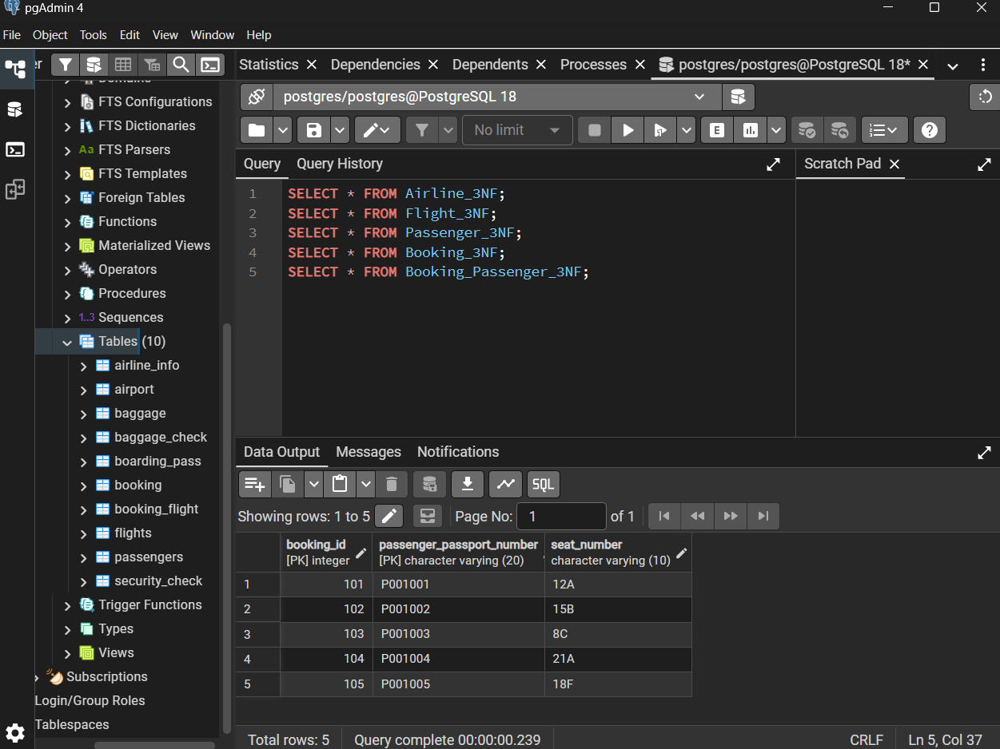 pgAdmin 4
File Object Tools Edit View Window Help
er
Statistics Dependencies Dependents Processes postgres/postgres@PostgreSQL 18*
Domains
FTS Configurations
FTS Dictionaries
Aa FTS Parsers
FTS Templates
Foreign Tables
Functions
Materialized Views
Operators
Procedures
1..3 Sequences
Tables (10)
airline_info
airport
baggage
baggage_check
boarding_pass
booking
booking_flight
flights
passengers
security_check
Trigger Functions
Types
Views
Subscriptions
Login/Group Roles
Tablespaces
postgres/postgres@PostgreSQL 18
No limit E
Query Query History
Scratch Pad
1 SELECT * FROM Airline_3NF;
2 SELECT * FROM Flight_3NF;
3 SELECT * FROM Passenger_3NF;
4 SELECT * FROM Booking_3NF;
5 SELECT * FROM Booking_Passenger_3NF;
Data Output Messages Notifications
SQL
Showing rows: 1 to 5 Page No: 1 of 1
booking_id passenger_passport_number seat_number
[PK] integer [PK] character varying (20) character varying (10)
1 101 P001001 12A
2 102 P001002 15B
3 103 P001003 8C
4 104 P001004 21A
5 105 P001005 18F
Total rows: 5 Query complete 00:00:00.239 CRLF Ln 5, Col 37